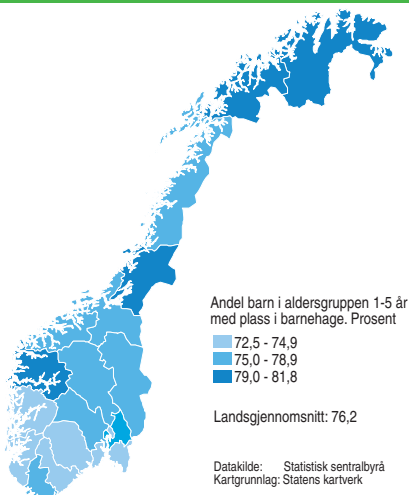 Andel barn i aldersgruppen 1-5 år
med plass i barnehage. Prosent
72,5 - 74,9
75,0 - 78,9
79,0 - 81,8
Landsgjennomsnitt: 76,2
Datakilde: Statistisk sentralbyrå
Kartgrunnlag: Statens kartverk